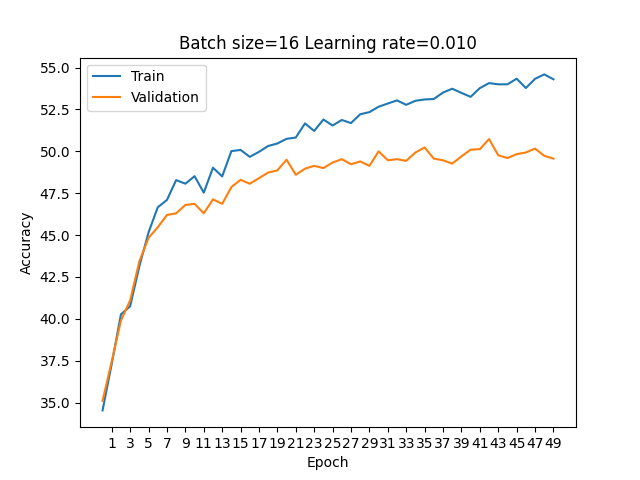 Batch size=16 Learning rate=0.010
Train
Validation
55.0
52.5
50.0
47.5
45.0
42.5
40.0
37.5
35.0
Accuracy
1 3 5 7 9 11 13 15 17 19 21 23 25 27 29 31 33 35 37 39 41 43 45 47 49
Epoch